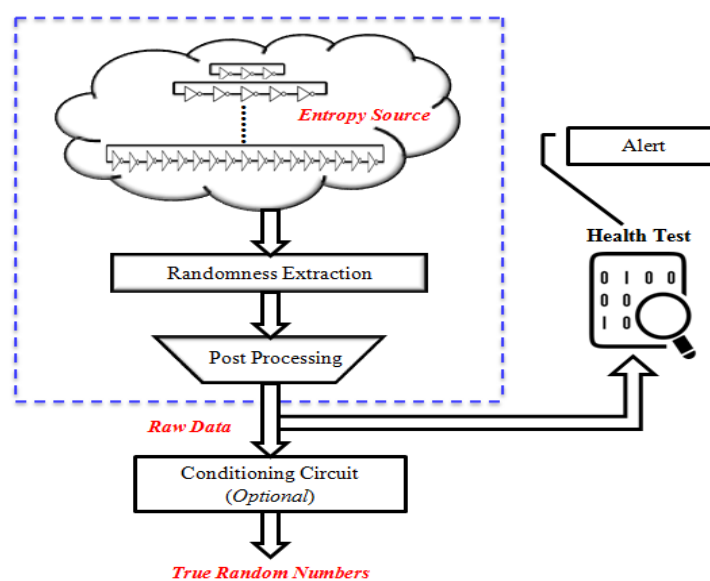 Entropy Source
Alert
Randomness Extraction
Health Test
0 1 0 0
0 0
1 0
Post Processing
Raw Data
Conditioning Circuit
(Optional)
True Random Numbers